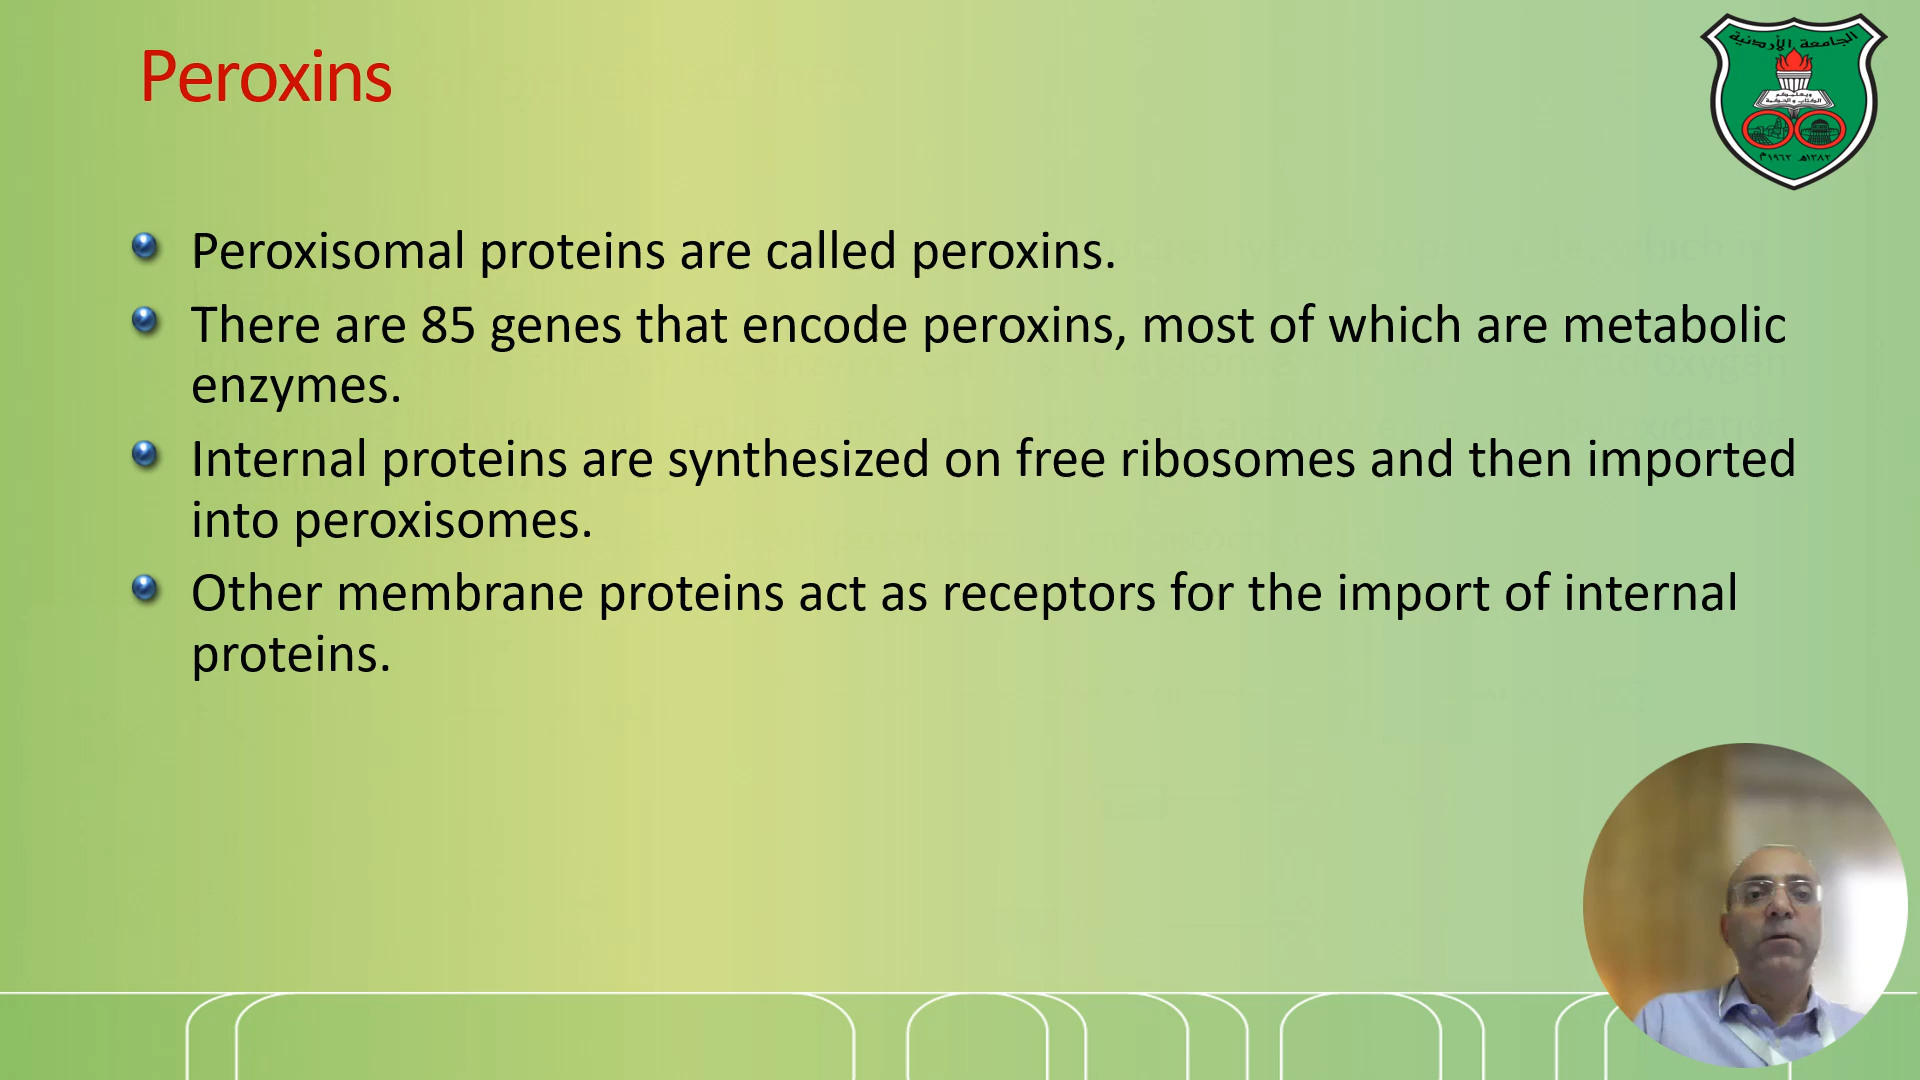 Peroxins
الجامعة الأردنية
Peroxisomal proteins are called peroxins.
There are 85 genes that encode peroxins, most of which are metabolic
enzymes.
Internal proteins are synthesized on free ribosomes and then imported
into peroxisomes.
Other membrane proteins act as receptors for the import of internal
proteins.